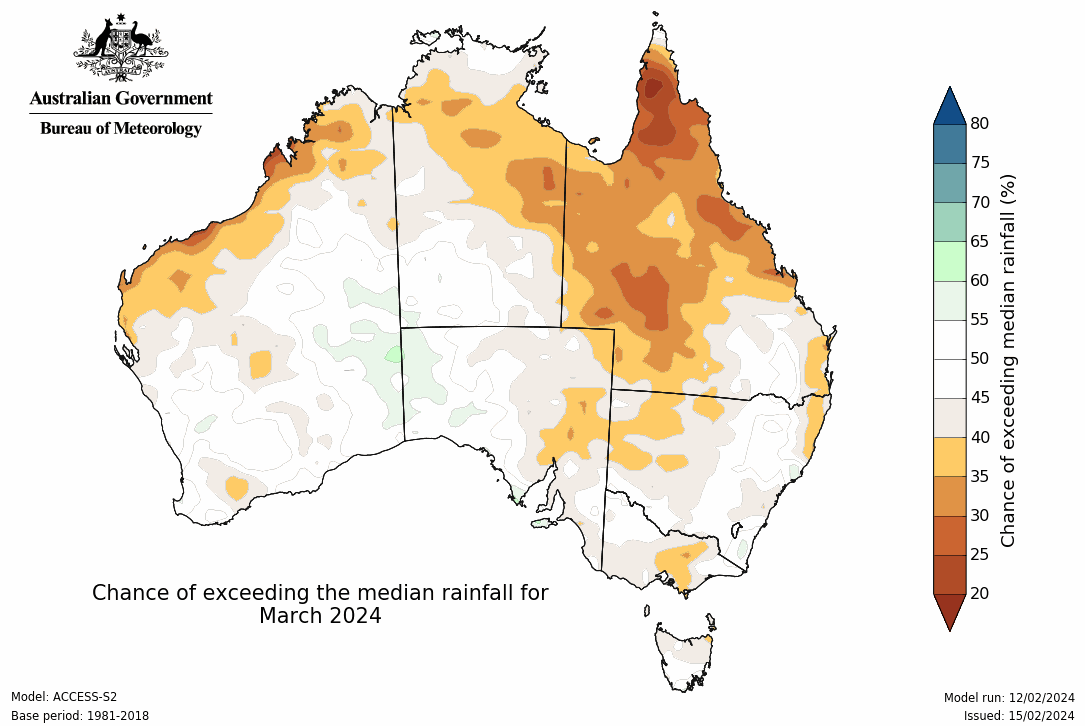 Australian Government
Bureau of Meteorology
80
75
70
65
60
55
50
45
40
35
30
25
20
Chance of exceeding median rainfall (%)
Chance of exceeding the median rainfall for
March 2024
Model: ACCESS-S2
Base period: 1981-2018
Model run: 12/02/2024
Issued: 15/02/2024